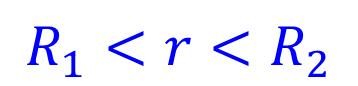 R₁ < r < R₂